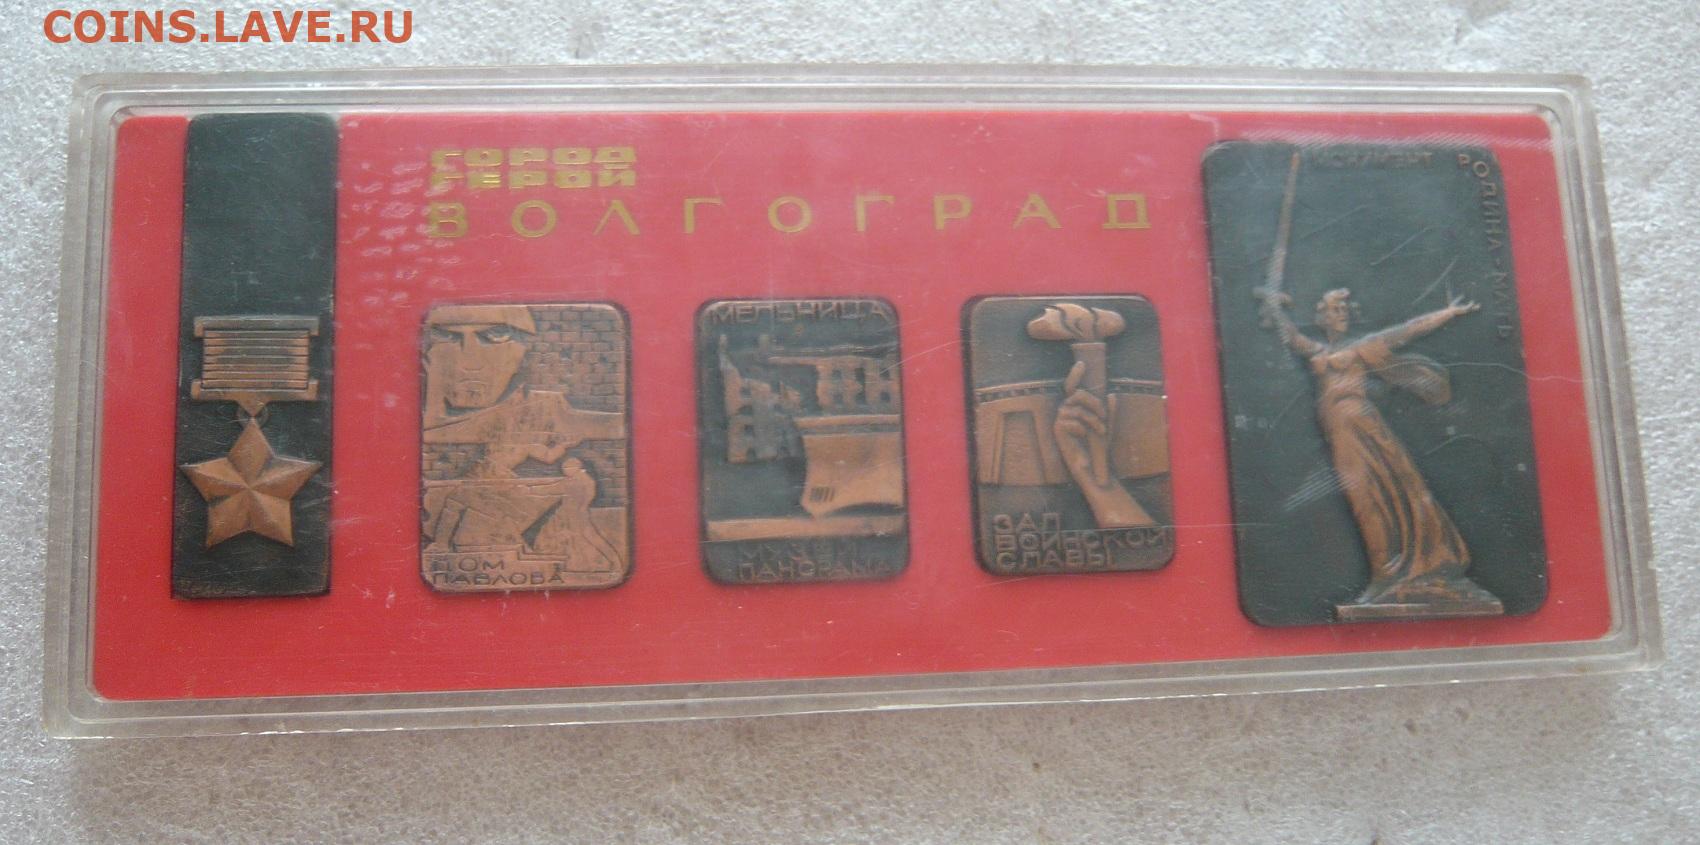 COINS.LAVE.RU
ГОРОД
ГЕРОЙ
ВОЛГОГРАД
ДОМ
ПАВЛОВА
МЕЛЬНИЦА
МУЗЕЙ
ПАНОРАМА
ЗАЛ
ВОИНСКОЙ
СЛАВЫ
МОНУМЕНТ РОДИНА-МАТЬ